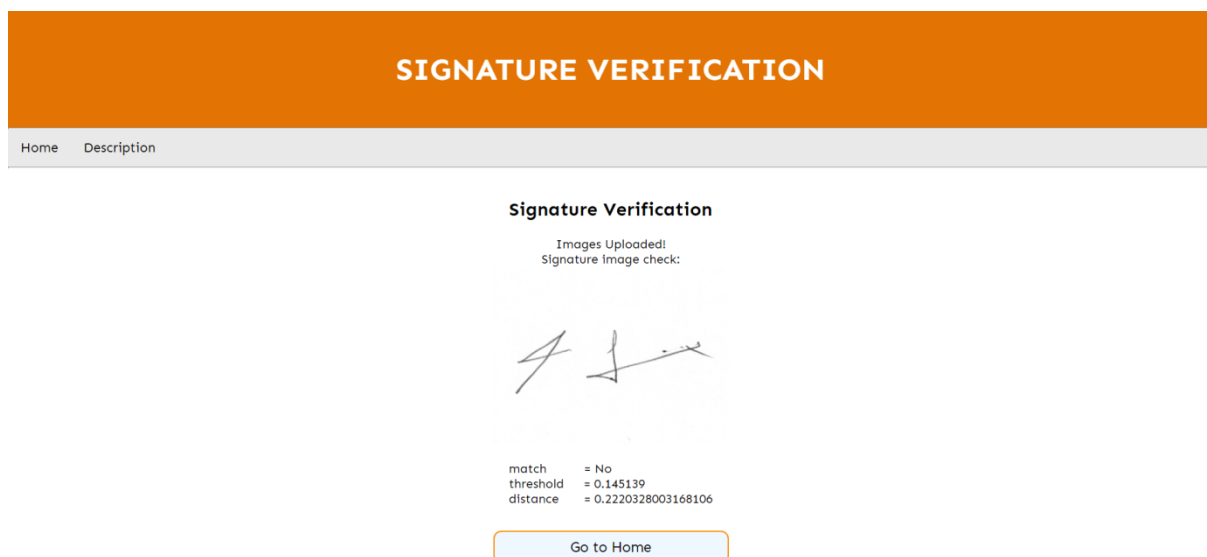 SIGNATURE VERIFICATION
Home Description
Signature Verification
Images Uploaded!
Signature image check:
match = No
threshold = 0.145139
distance = 0.2220328003168106
Go to Home